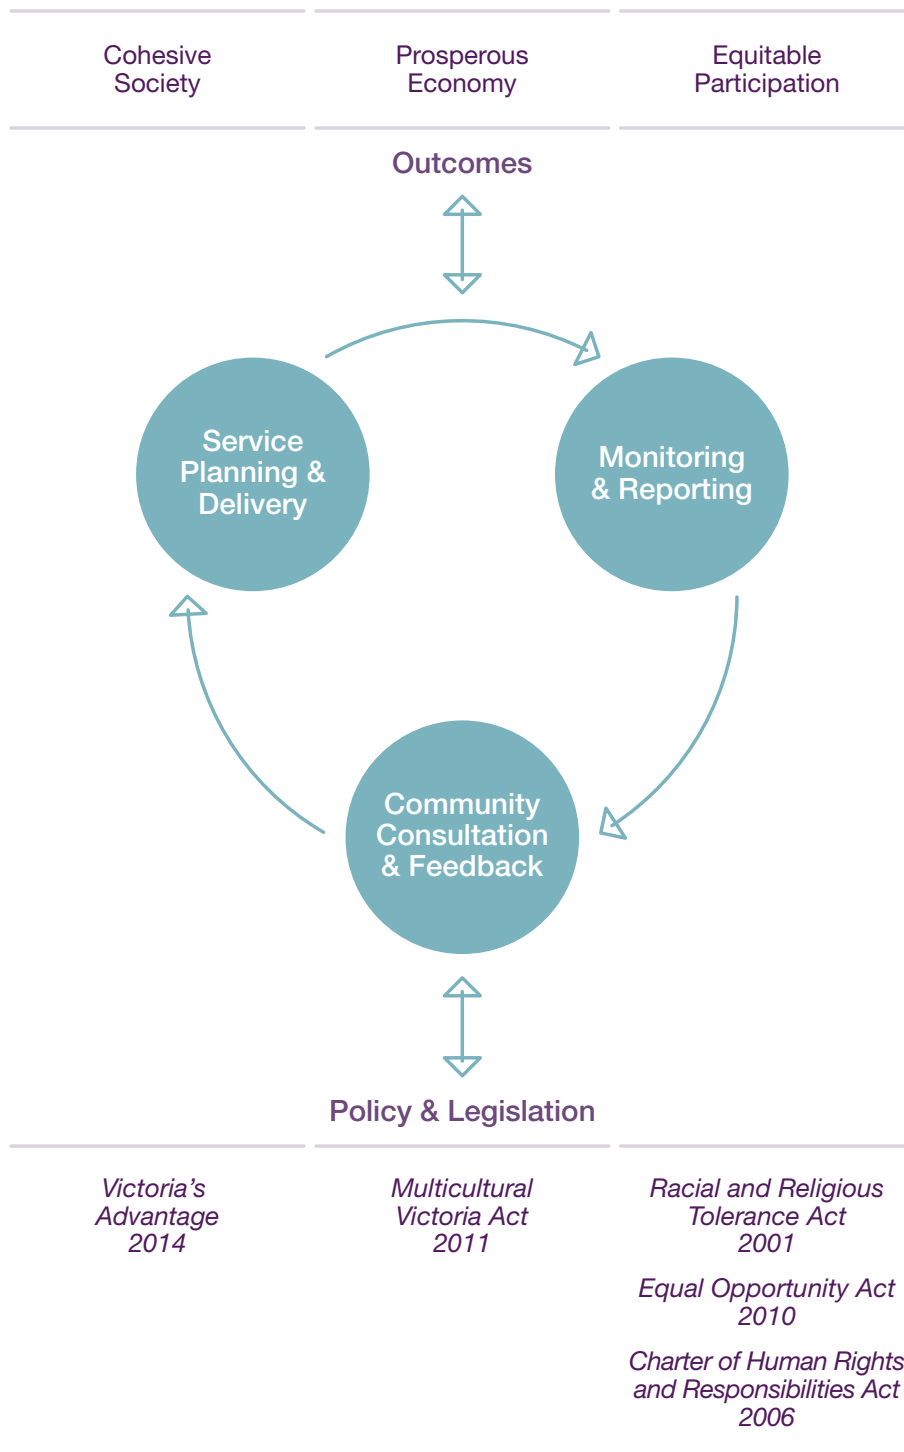 Cohesive
Society
Prosperous
Economy
Equitable
Participation
Outcomes
Service
Planning &
Delivery
Monitoring
& Reporting
Community
Consultation
& Feedback
Policy & Legislation
Victoria’s
Advantage
2014
Multicultural
Victoria Act
2011
Racial and Religious
Tolerance Act
2001
Equal Opportunity Act
2010
Charter of Human Rights
and Responsibilities Act
2006